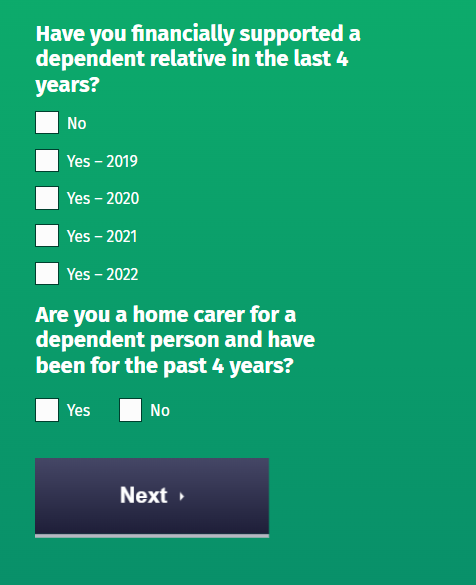 Have you financially supported a
dependent relative in the last 4
years?
No
Yes – 2019
Yes – 2020
Yes – 2021
Yes – 2022
Are you a home carer for a
dependent person and have
been for the past 4 years?
Yes No
Next